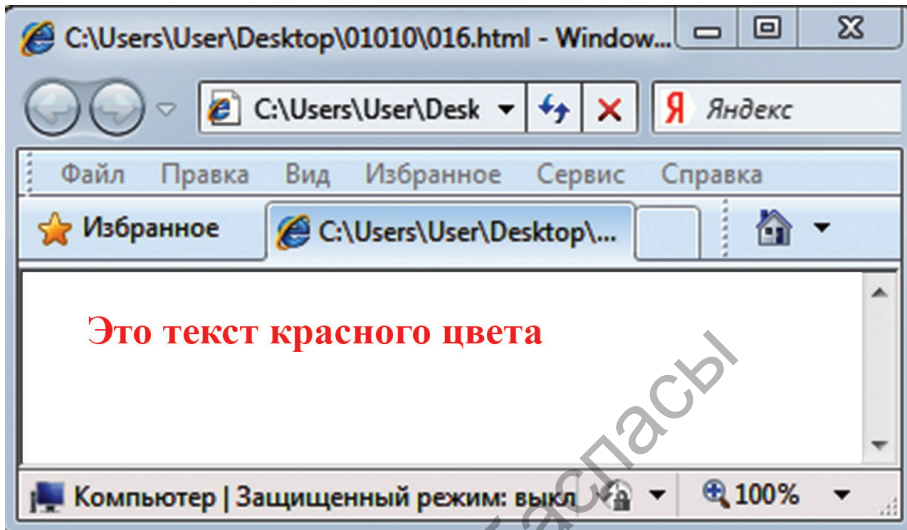 C:\Users\User\Desktop\01010\016.html - Window...
C:\Users\User\Desk Я Яндекс
Файл Правка Вид Избранное Сервис Справка
Избранное C:\Users\User\Desktop\...
Это текст красного цвета
Компьютер | Защищенный режим: выкл 100%